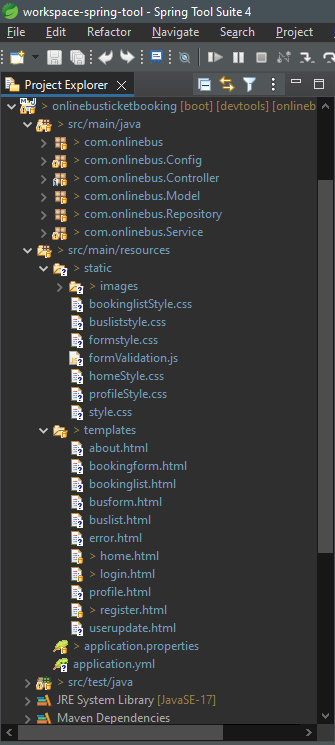 workspace-spring-tool - Spring Tool Suite 4
File Edit Refactor Navigate Search Project
Project Explorer
> onlinebusticketbooking [boot] [devtools] [onlineb
> src/main/java
> com.onlinebus
> com.onlinebus.Config
> com.onlinebus.Controller
> com.onlinebus.Model
> com.onlinebus.Repository
> com.onlinebus.Service
> src/main/resources
> static
> images
bookinglistStyle.css
busliststyle.css
formstyle.css
formValidation.js
homeStyle.css
profileStyle.css
style.css
> templates
about.html
bookingform.html
bookinglist.html
busform.html
buslist.html
error.html
> home.html
> login.html
profile.html
> register.html
userupdate.html
> application.properties
application.yml
> src/test/java
JRE System Library [JavaSE-17]
Maven Dependencies